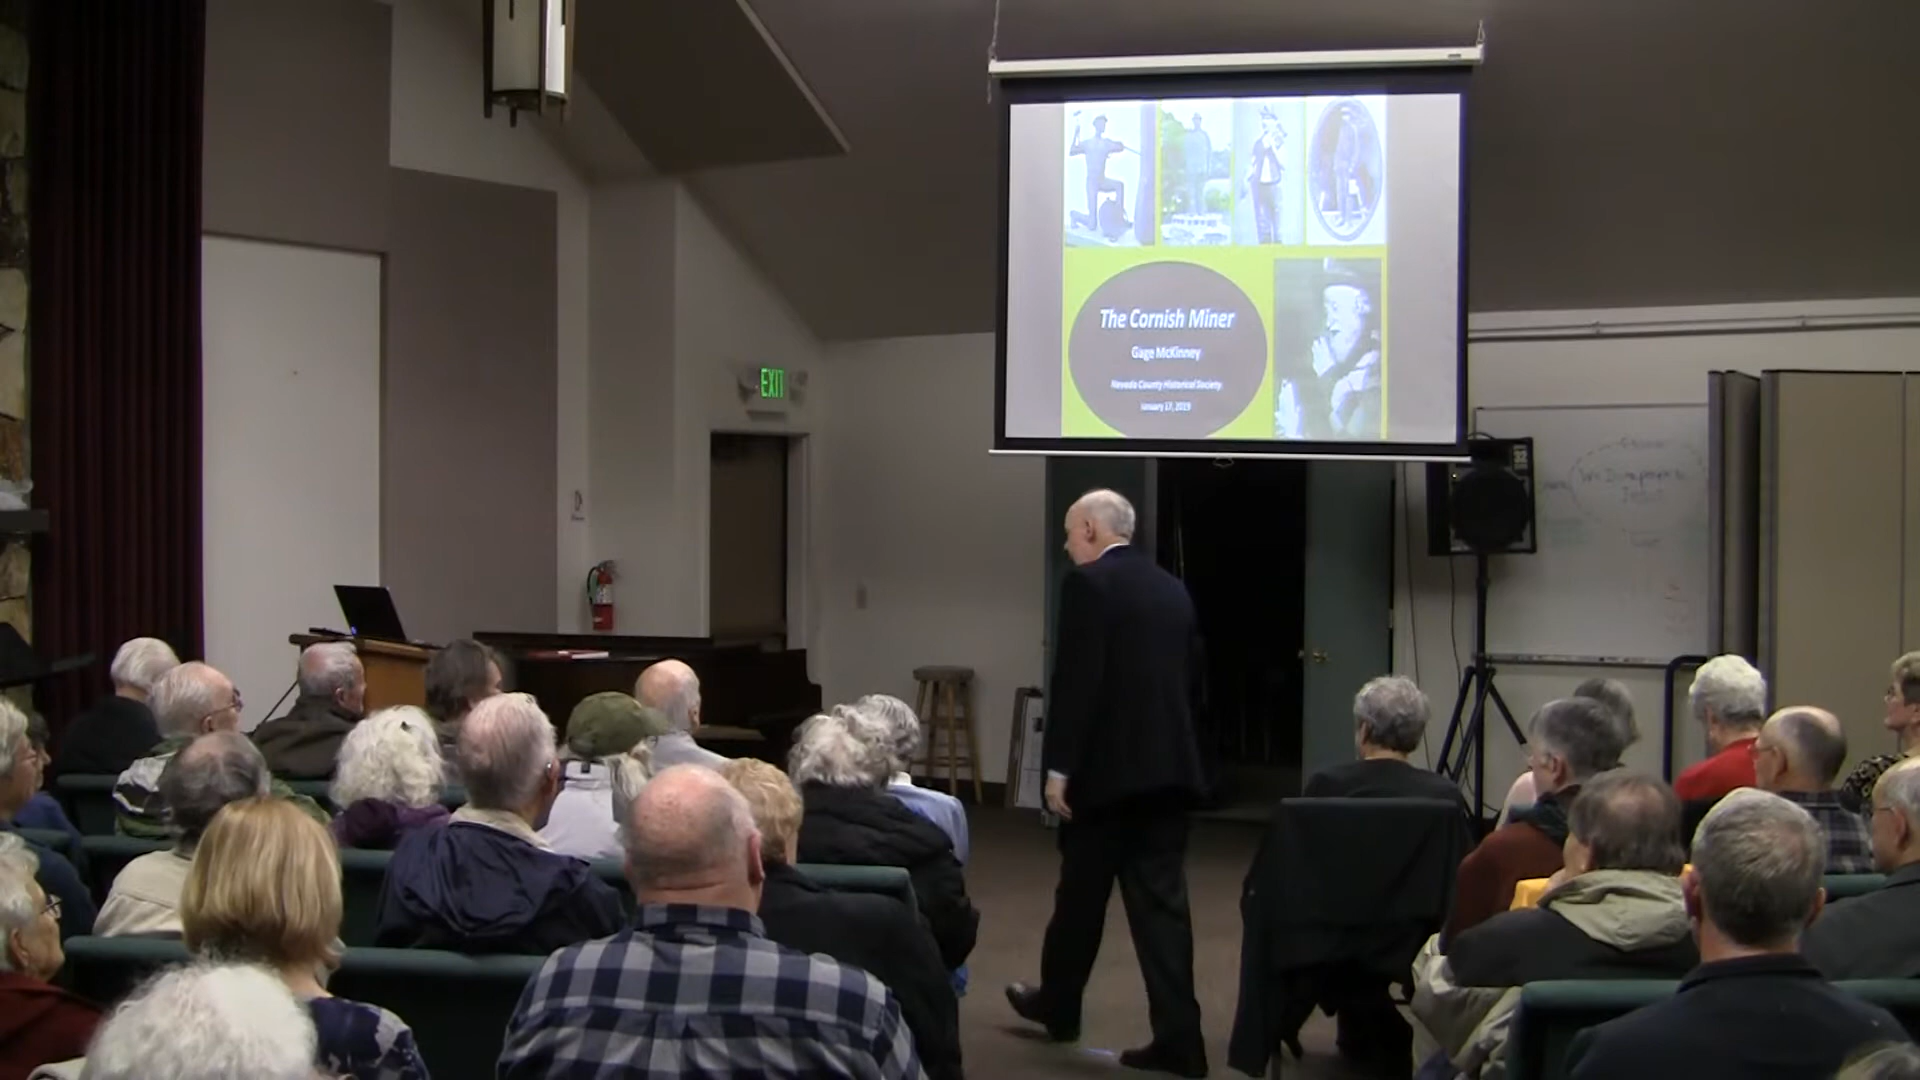 The Cornish Miner
Gage McKinney
Nevada County Historical Society
January 17, 2019
EXIT